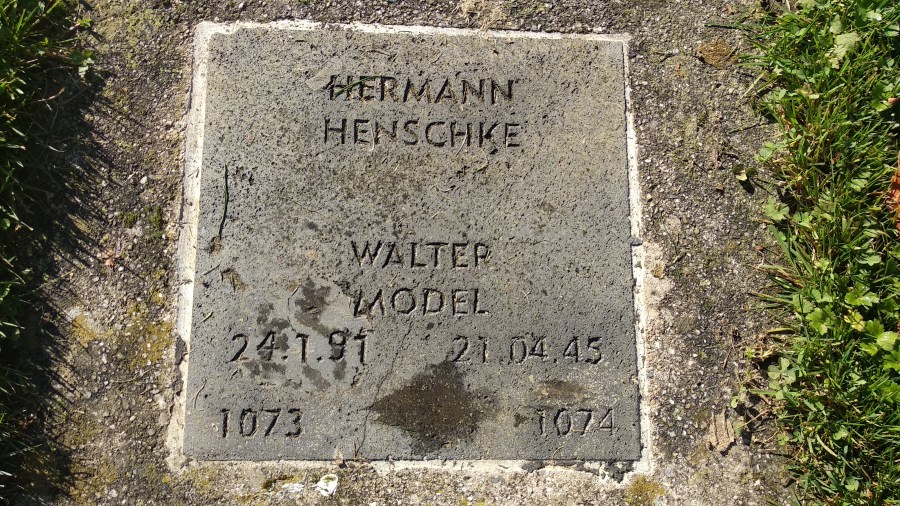 HERMANN
HENSCHKE
WALTER
MODEL
24.1.91 21.04.45
1073 1074